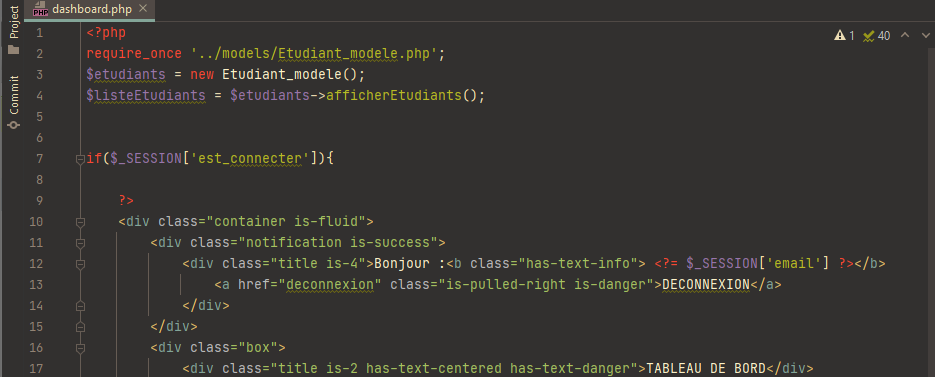 dashboard.php
Project
Commit
1 40
1 <?php
2 require_once '../models/Etudiant_modele.php';
3 $etudiants = new Etudiant_modele();
4 $listeEtudiants = $etudiants->afficherEtudiants();
5
6
7 if($_SESSION['est_connecter']){
8
9 ?>
10 <div class="container is-fluid">
11 <div class="notification is-success">
12 <div class="title is-4">Bonjour :<b class="has-text-info"> <?= $_SESSION['email'] ?></b>
13 <a href="deconnexion" class="is-pulled-right is-danger">DECONNEXION</a>
14 </div>
15 </div>
16 <div class="box">
17 <div class="title is-2 has-text-centered has-text-danger">TABLEAU DE BORD</div>